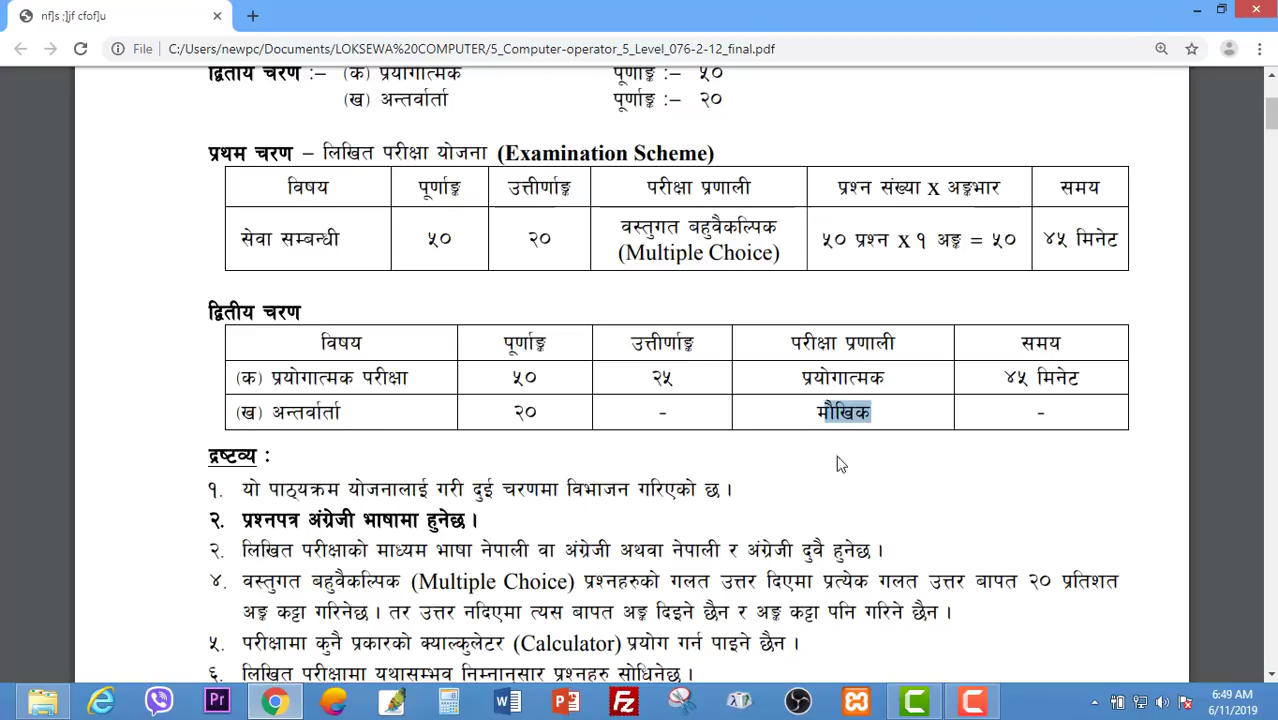 nf]s ;]jf cfof]u
File C:/Users/newpc/Documents/LOKSEWA%20COMPUTER/5_Computer-operator_5_Level_076-2-12_final.pdf
द्वितीय चरण :– (क) प्रयोगात्मक पूर्णाङ्क :– ५०
(ख) अन्तर्वार्ता पूर्णाङ्क :– २०
प्रथम चरण – लिखित परीक्षा योजना (Examination Scheme)
विषय पूर्णाङ्क उत्तीर्णाङ्क परीक्षा प्रणाली प्रश्न संख्या X अङ्कभार समय
सेवा सम्बन्धी ५० २० वस्तुगत बहुवैकल्पिक (Multiple Choice) ५० प्रश्न X १ अङ्क = ५० ४५ मिनेट
द्वितीय चरण
विषय पूर्णाङ्क उत्तीर्णाङ्क परीक्षा प्रणाली समय
(क) प्रयोगात्मक परीक्षा ५० २५ प्रयोगात्मक ४५ मिनेट
(ख) अन्तर्वार्ता २० - मौखिक -
द्रष्टव्य :
१. यो पाठ्यक्रम योजनालाई गरी दुई चरणमा विभाजन गरिएको छ ।
२. प्रश्नपत्र अंग्रेजी भाषामा हुनेछ ।
२. लिखित परीक्षाको माध्यम भाषा नेपाली वा अंग्रेजी अथवा नेपाली र अंग्रेजी दुवै हुनेछ ।
४. वस्तुगत बहुवैकल्पिक (Multiple Choice) प्रश्नहरुको गलत उत्तर दिएमा प्रत्येक गलत उत्तर बापत २० प्रतिशत
अङ्क कट्टा गरिनेछ । तर उत्तर नदिएमा त्यस बापत अङ्क दिइने छैन र अङ्क कट्टा पनि गरिने छैन ।
५. परीक्षामा कुनै प्रकारको क्याल्कुलेटर (Calculator) प्रयोग गर्न पाइने छैन ।
६. लिखित परीक्षामा यथासम्भव निम्नानुसार प्रश्नहरु सोधिनेछ ।
6:49 AM
6/11/2019